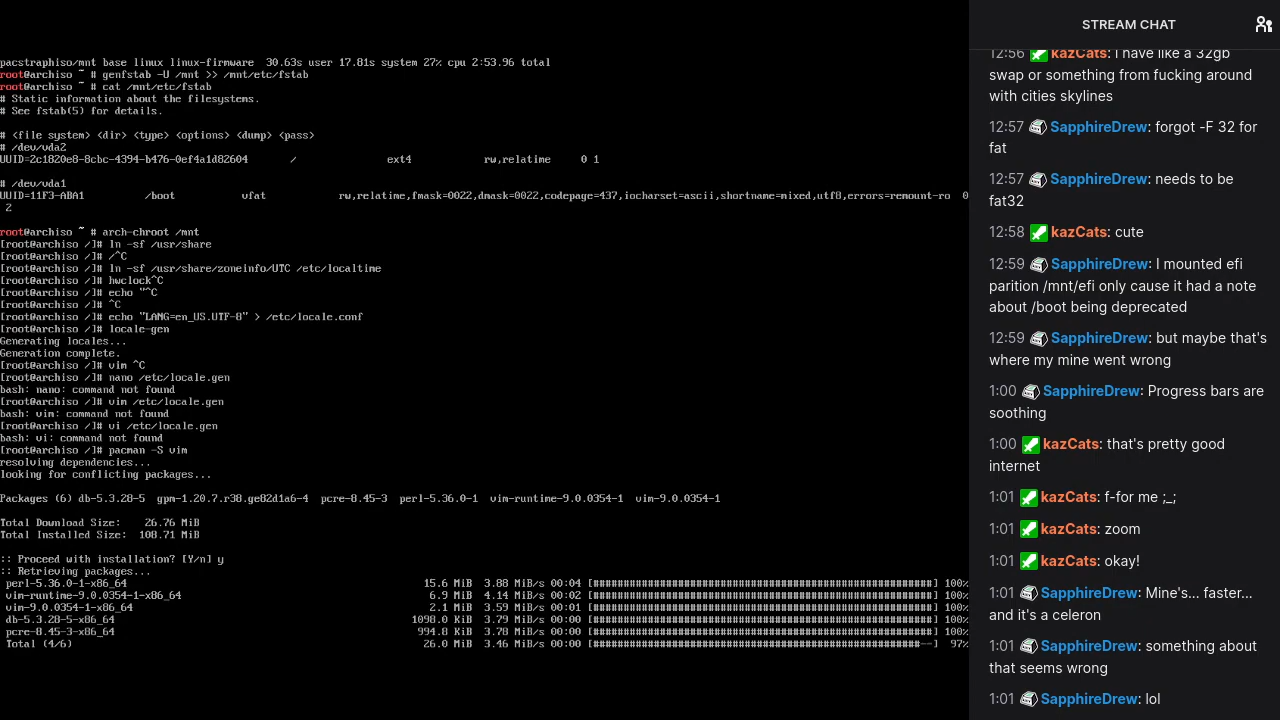 pacstraphiso/mnt base linux linux-firmware  30.63s user 17.81s system 27% cpu 2:53.96 total
root@archiso ~ # genfstab -U /mnt >> /mnt/etc/fstab
root@archiso ~ # cat /mnt/etc/fstab
# Static information about the filesystems.
# See fstab(5) for details.
# <file system> <dir> <type> <options> <dump> <pass>
# /dev/vda2
UUID=2c1820e8-8cbc-4394-b476-0ef4a1d82604       /               ext4            rw,relatime     0 1
# /dev/vda1
UUID=11F3-ABA1          /boot           vfat            rw,relatime,fmask=0022,dmask=0022,codepage=437,iocharset=ascii,shortname=mixed,utf8,errors=remount-ro  0
2
root@archiso ~ # arch-chroot /mnt
[root@archiso /]# ln -sf /usr/share
[root@archiso /]# /^C
[root@archiso /]# ln -sf /usr/share/zoneinfo/UTC /etc/localtime
[root@archiso /]# hwclock^C
[root@archiso /]# echo "^C
[root@archiso /]# ^C
[root@archiso /]# echo "LANG=en_US.UTF-8" > /etc/locale.conf
[root@archiso /]# locale-gen
Generating locales...
Generation complete.
[root@archiso /]# vim ^C
[root@archiso /]# nano /etc/locale.gen
bash: nano: command not found
[root@archiso /]# vim /etc/locale.gen
bash: vim: command not found
[root@archiso /]# vi /etc/locale.gen
bash: vi: command not found
[root@archiso /]# pacman -S vim
resolving dependencies...
looking for conflicting packages...
Packages (6) db-5.3.28-5  gpm-1.20.7.r38.ge82d1a6-4  pcre-8.45-3  perl-5.36.0-1  vim-runtime-9.0.0354-1  vim-9.0.0354-1
Total Download Size:    26.76 MiB
Total Installed Size:  108.71 MiB
:: Proceed with installation? [Y/n] y
:: Retrieving packages...
perl-5.36.0-1-x86_64  15.6 MiB  3.88 MiB/s 00:04 [########################################################] 100%
vim-runtime-9.0.0354-1-x86_64  6.9 MiB  4.14 MiB/s 00:02 [########################################################] 100%
vim-9.0.0354-1-x86_64  2.1 MiB  3.59 MiB/s 00:01 [########################################################] 100%
db-5.3.28-5-x86_64  1098.0 KiB  3.79 MiB/s 00:00 [########################################################] 100%
pcre-8.45-3-x86_64  994.8 KiB  3.78 MiB/s 00:00 [########################################################] 100%
Total (4/6)  26.0 MiB  3.46 MiB/s 00:00 [######################################################--]  97%
STREAM CHAT
12:56 kazCats: I have like a 32gb
swap or something from fucking around
with cities skylines
12:57 SapphireDrew: forgot -F 32 for
fat
12:57 SapphireDrew: needs to be
fat32
12:58 kazCats: cute
12:59 SapphireDrew: I mounted efi
parition /mnt/efi only cause it had a note
about /boot being deprecated
12:59 SapphireDrew: but maybe that's
where my mine went wrong
1:00 SapphireDrew: Progress bars are
soothing
1:00 kazCats: that's pretty good
internet
1:01 kazCats: f-for me ;_;
1:01 kazCats: zoom
1:01 kazCats: okay!
1:01 SapphireDrew: Mine's... faster...
and it's a celeron
1:01 SapphireDrew: something about
that seems wrong
1:01 SapphireDrew: lol